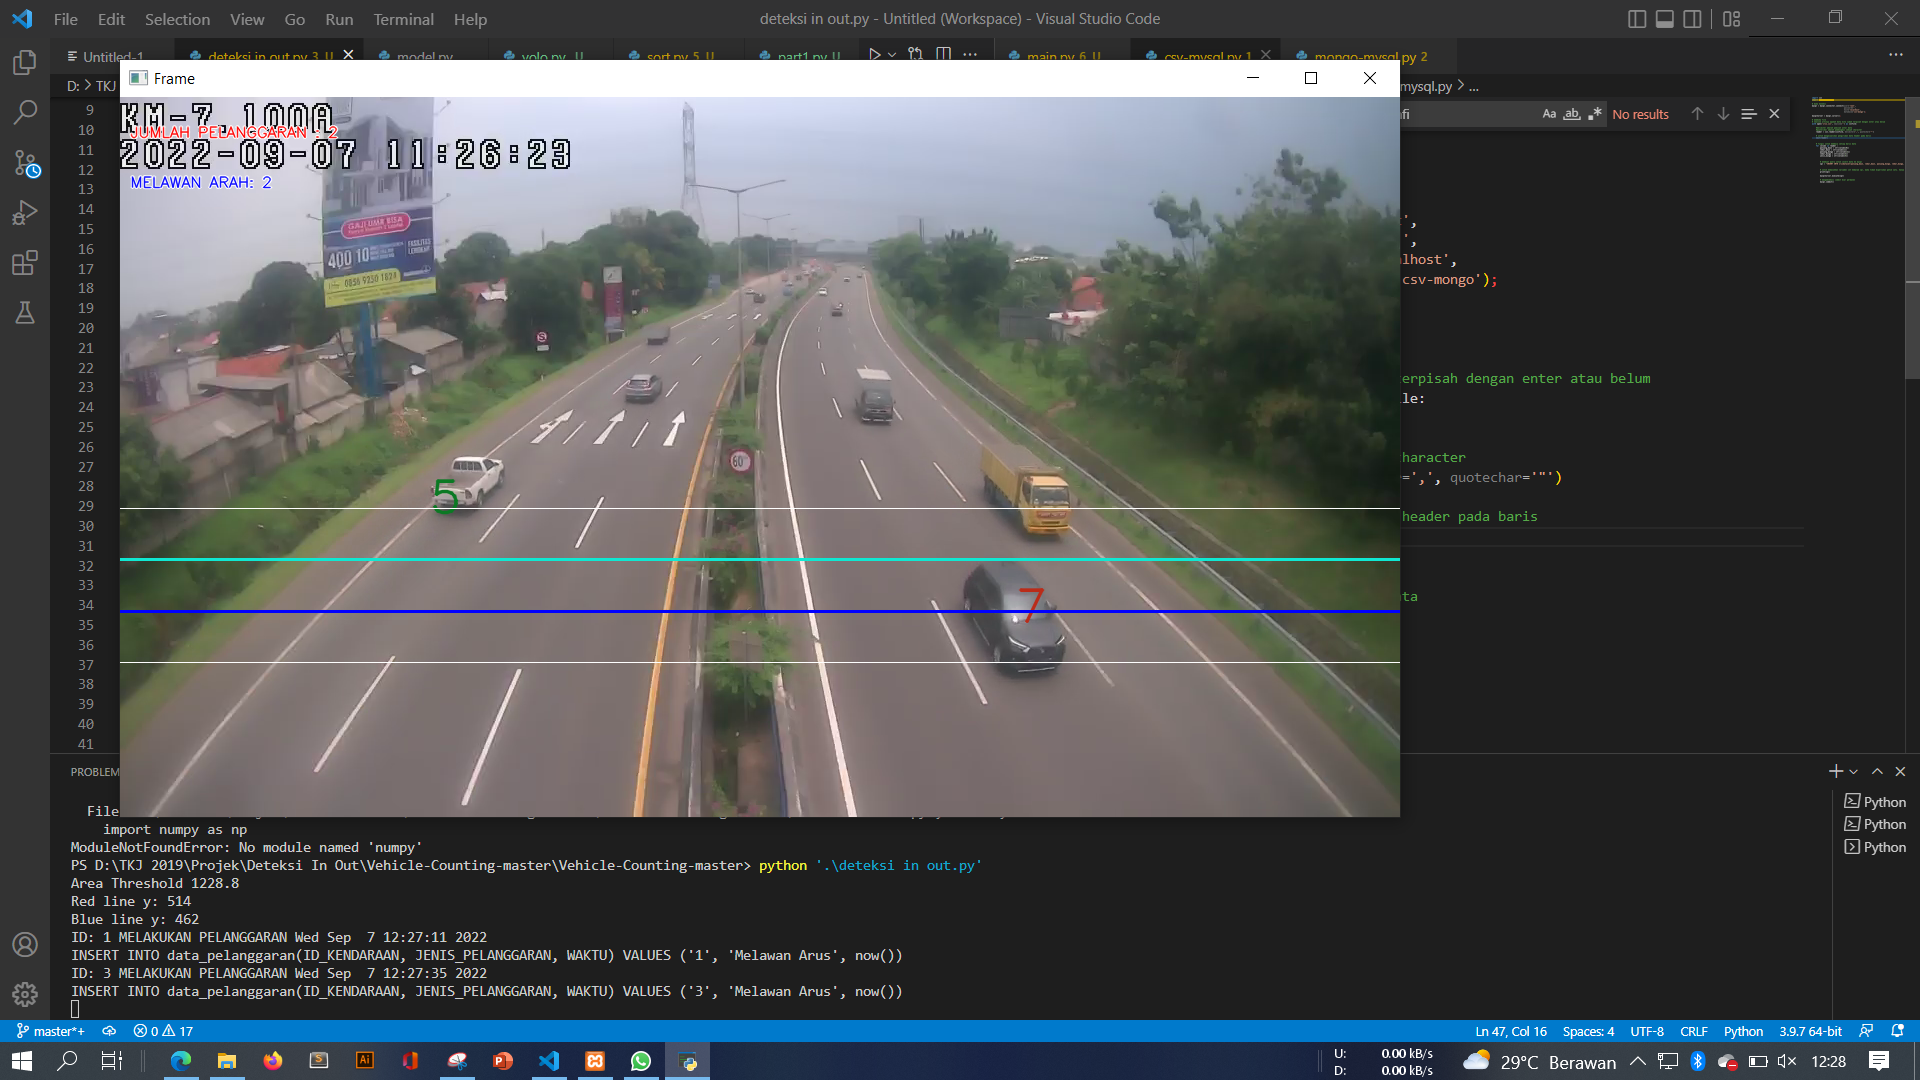 File Edit Selection View Go Run Terminal Help
deteksi in out.py - Untitled (Workspace) - Visual Studio Code
Untitled-1
deteksi in out.py 3, U
model.py
yolo.py U
sort.py 5, U
part1.py U
main.py 6, U
csv-mysql.py 1
mongo-mysql.py 2
D: > TKJ
mysql.py > ...
Frame
KM-7.100A
JUMLAH PELANGGARAN : 2
2022-09-07 11:26:23
MELAWAN ARAH: 2
GAJI UMR BISA
400 10
0856 9250 1824
60
5
7
9
10
11
12
13
14
15
16
17
18
19
20
21
22
23
24
25
26
27
28
29
30
31
32
33
34
35
36
37
38
39
40
41
fi
Aa ab .* No results
',
',
lhost',
csv-mongo');
erpisah dengan enter atau belum
le:
haracter
=',', quotechar='"')
header pada baris
ta
PROBLEM
File
import numpy as np
ModuleNotFoundError: No module named 'numpy'
PS D:\TKJ 2019\Projek\Deteksi In Out\Vehicle-Counting-master\Vehicle-Counting-master> python '.\deteksi in out.py'
Area Threshold 1228.8
Red line y: 514
Blue line y: 462
ID: 1 MELAKUKAN PELANGGARAN Wed Sep  7 12:27:11 2022
INSERT INTO data_pelanggaran(ID_KENDARAAN, JENIS_PELANGGARAN, WAKTU) VALUES ('1', 'Melawan Arus', now())
ID: 3 MELAKUKAN PELANGGARAN Wed Sep  7 12:27:35 2022
INSERT INTO data_pelanggaran(ID_KENDARAAN, JENIS_PELANGGARAN, WAKTU) VALUES ('3', 'Melawan Arus', now())
Python
Python
Python
master*+
0 17
Ln 47, Col 16
Spaces: 4
UTF-8
CRLF
Python
3.9.7 64-bit
U: 0.00 kB/s
D: 0.00 kB/s
29°C Berawan
12:28